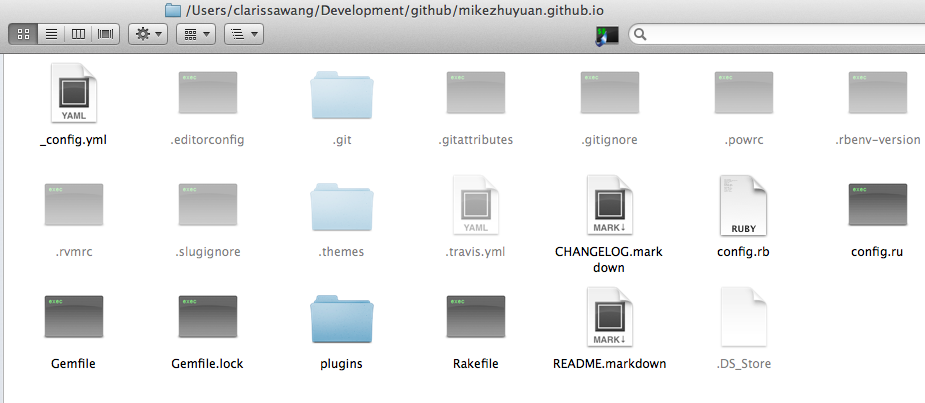 /Users/clarissawang/Development/github/mikezhuyuan.github.io
exec exec exec exec exec
YAML
_config.yml .editorconfig .git .gitattributes .gitignore .powrc .rbenv-version
exec exec exec
YAML MARK↓ RUBY
.rvmrc .slugignore .themes .travis.yml CHANGELOG.mark config.rb config.ru
down
exec exec exec
MARK↓
Gemfile Gemfile.lock plugins Rakefile README.markdown .DS_Store